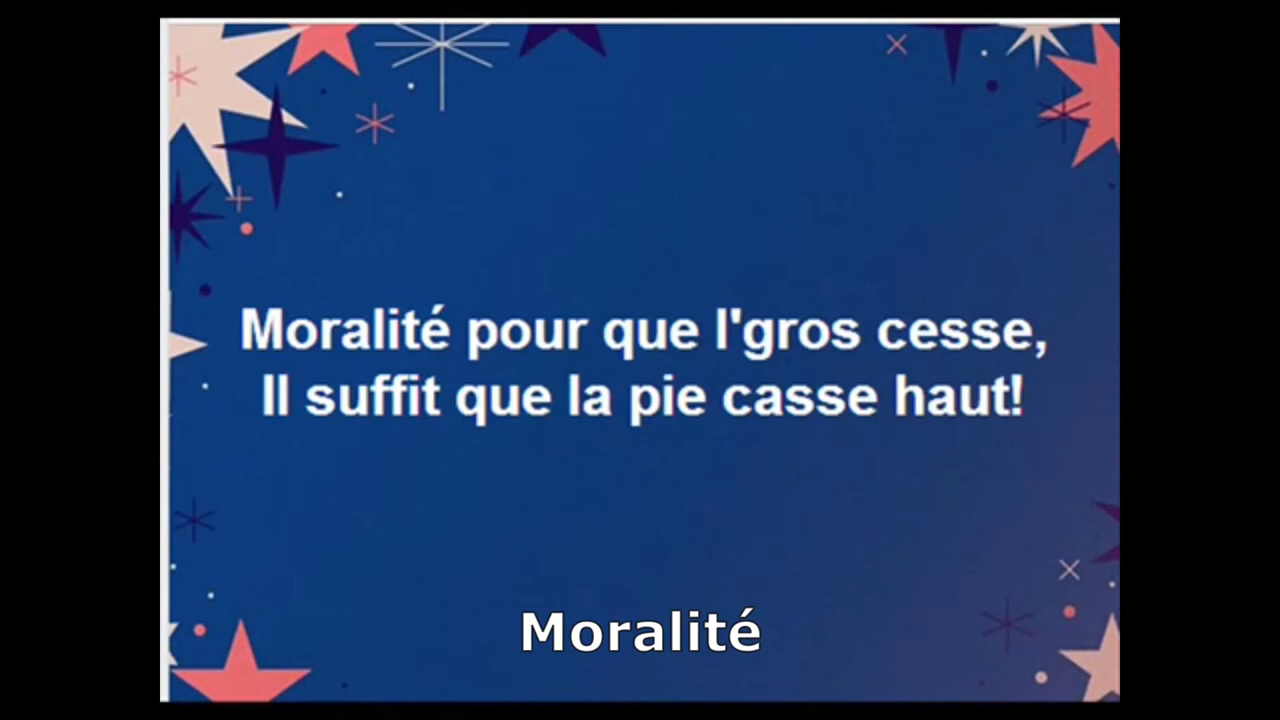 Moralité pour que l'gros cesse,
Il suffit que la pie casse haut!
Moralité